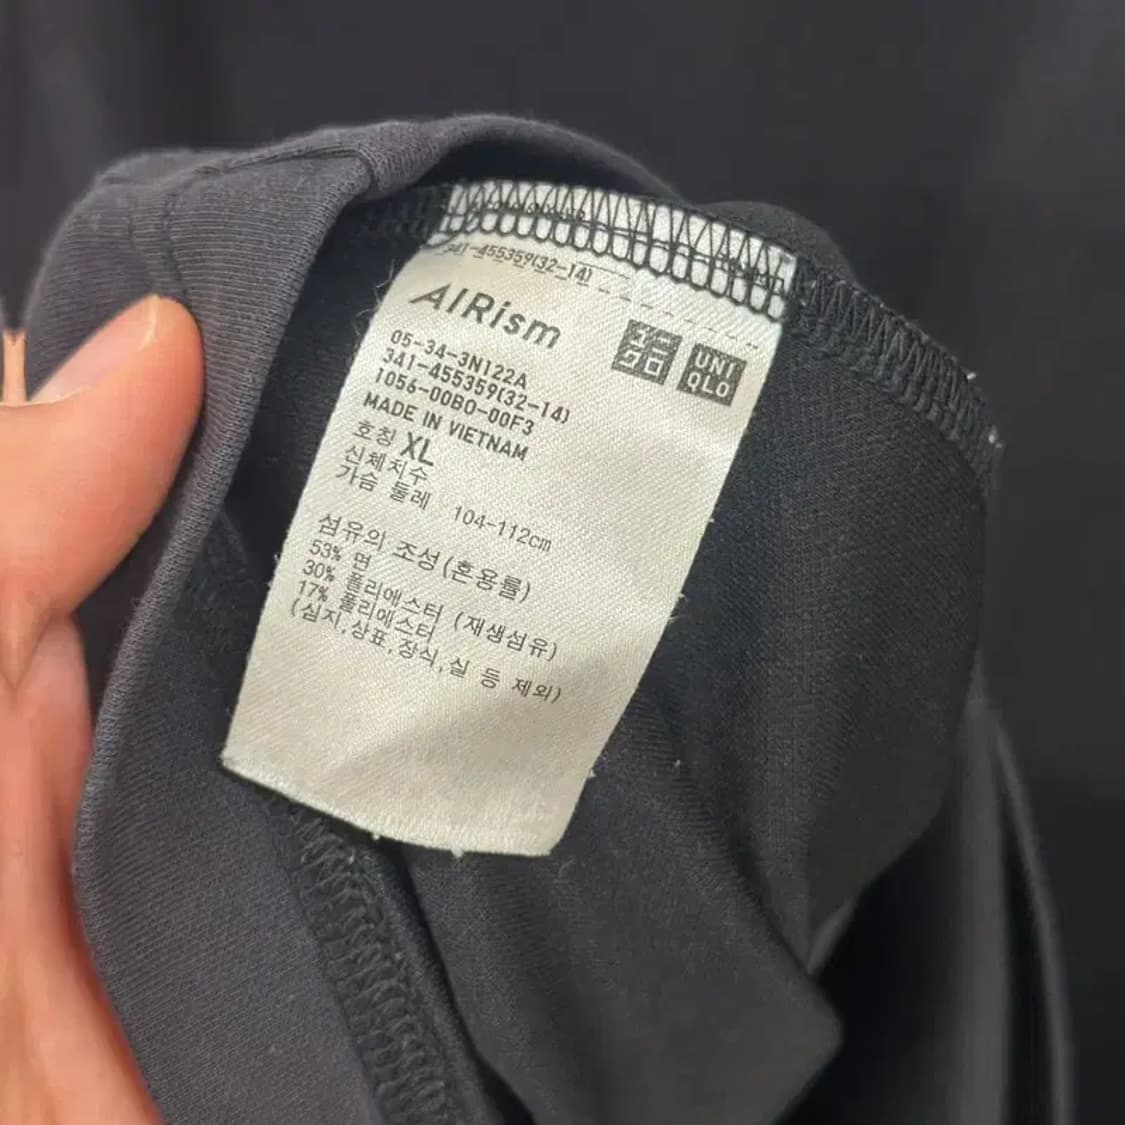 341-455359(32-14)
AIRism
ユニ
クロ
UNI
QLO
05-34-3N122A
341-455359(32-14)
1056-00B0-00F3
MADE IN VIETNAM
호칭 XL
신체치수
가슴 둘레 104-112cm
섬유의 조성(혼용률)
53% 면
30% 폴리에스터 (재생섬유)
17% 폴리에스터
(심지,상표,장식,실 등 제외)